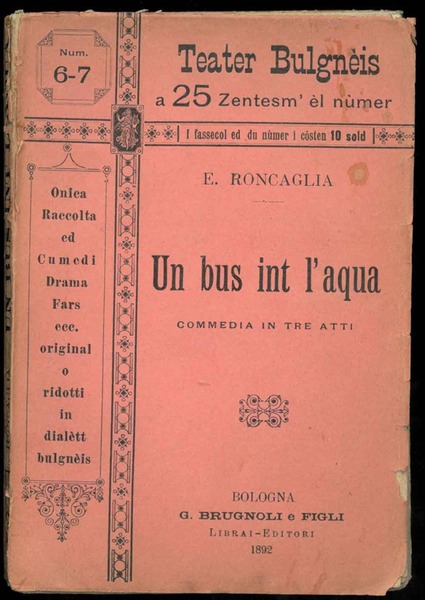 Num.
6-7
Teater Bulgnèis
a 25 Zentesm' èl nùmer
I fassecol ed du nùmer i còsten 10 sold
Onica
Raccolta
ed
Cumedi
Drama
Fars
ecc.
original
o
ridotti
in
dialètt
bulgnèis
E. RONCAGLIA
Un bus int l'aqua
COMMEDIA IN TRE ATTI
BOLOGNA
G. BRUGNOLI e FIGLI
LIBRAI-EDITORI
1892